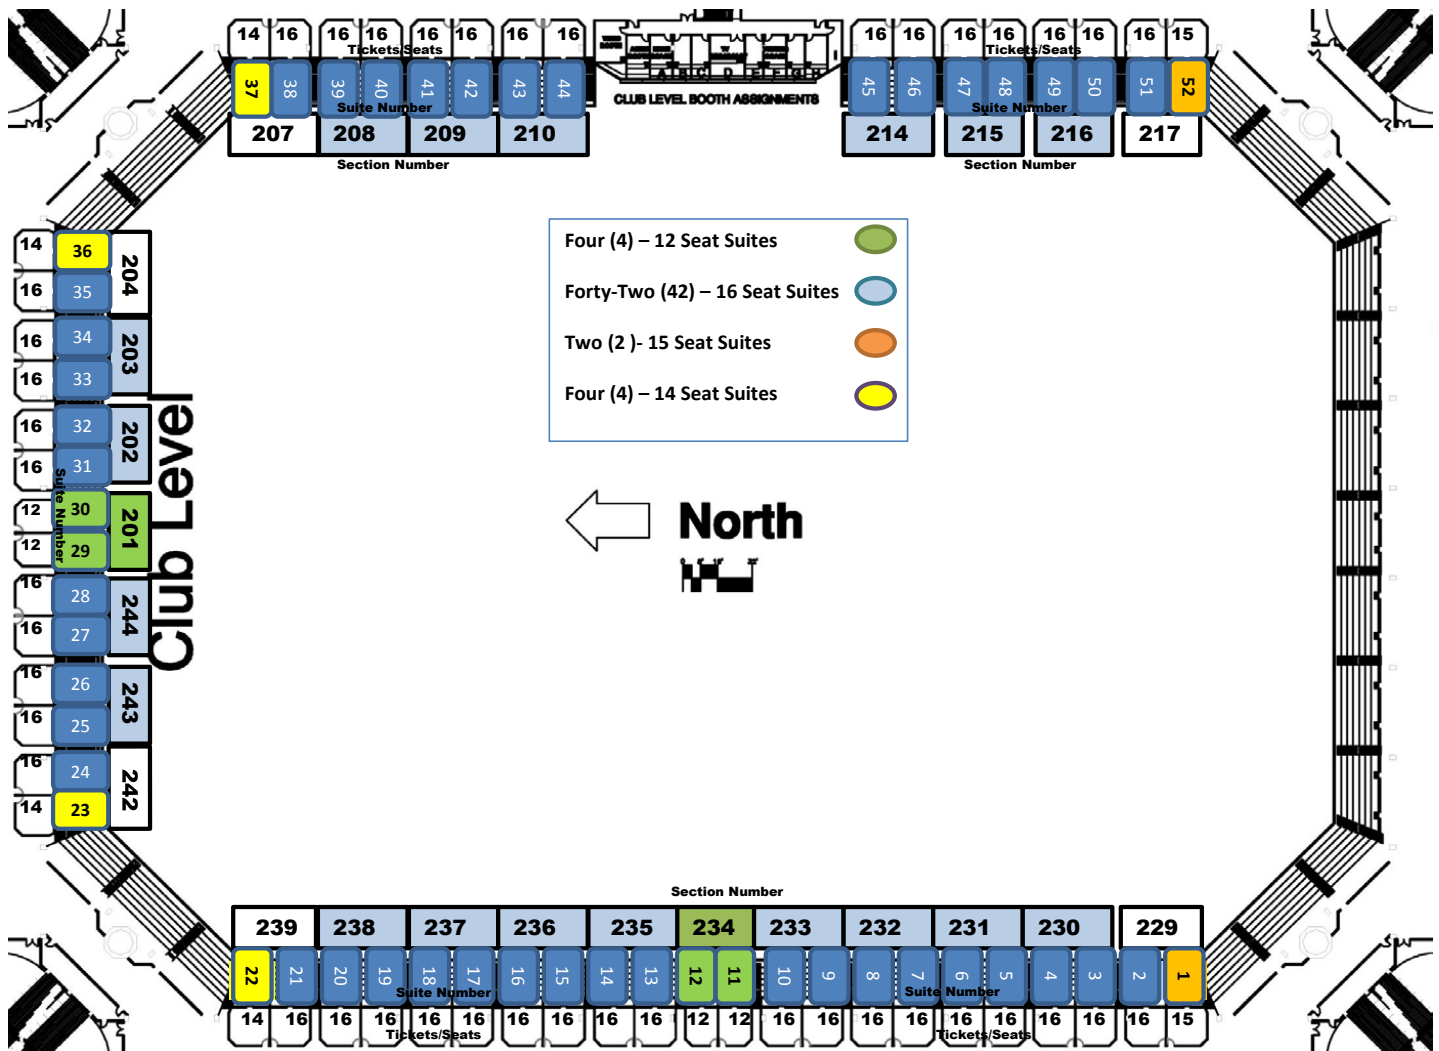 14 16 16 16 16 16 16 16
Tickets/Seats
37 38 39 40 41 42 43 44
Suite Number
207 208 209 210
Section Number
A B C D E F G H
CLUB LEVEL BOOTH ASSIGNMENTS
16 16 16 16 16 16 16 15
Tickets/Seats
45 46 47 48 49 50 51 52
Suite Number
214 215 216 217
Section Number
14 36
16 35
204
16 34
16 33
203
16 32
16 31
202
12 30
12 29
201
Suite Number
16 28
16 27
244
16 26
16 25
243
16 24
14 23
242
Club Level
Four (4) – 12 Seat Suites
Forty-Two (42) – 16 Seat Suites
Two (2 )- 15 Seat Suites
Four (4) – 14 Seat Suites
North
Section Number
239 238 237 236 235 234 233 232 231 230 229
22 21 20 19 18 17 16 15 14 13 12 11 10 9 8 7 6 5 4 3 2 1
Suite Number Suite Number
14 16 16 16 16 16 16 16 16 16 12 12 16 16 16 16 16 16 16 16 16 15
Tickets/Seats Tickets/Seats